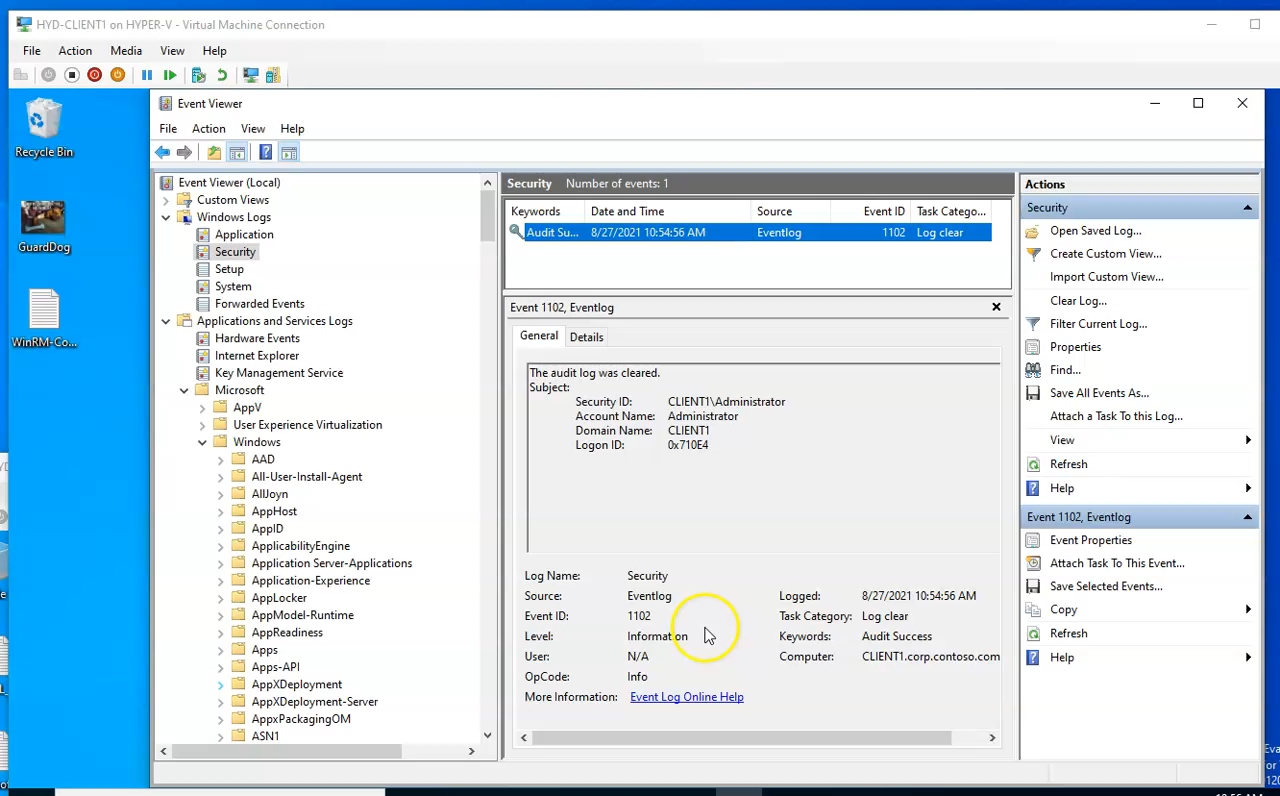 HYD-CLIENT1 on HYPER-V - Virtual Machine Connection
File Action Media View Help
Recycle Bin
GuardDog
WinRM-Co...
Event Viewer
File Action View Help
Event Viewer (Local)
Custom Views
Windows Logs
Application
Security
Setup
System
Forwarded Events
Applications and Services Logs
Hardware Events
Internet Explorer
Key Management Service
Microsoft
AppV
User Experience Virtualization
Windows
AAD
All-User-Install-Agent
AllJoyn
AppHost
AppID
ApplicabilityEngine
Application Server-Applications
Application-Experience
AppLocker
AppModel-Runtime
AppReadiness
Apps
Apps-API
AppXDeployment
AppXDeployment-Server
AppxPackagingOM
ASN1
Security Number of events: 1
Keywords Date and Time Source Event ID Task Catego...
Audit Su... 8/27/2021 10:54:56 AM Eventlog 1102 Log clear
Event 1102, Eventlog
General Details
The audit log was cleared.
Subject:
Security ID: CLIENT1\Administrator
Account Name: Administrator
Domain Name: CLIENT1
Logon ID: 0x710E4
Log Name: Security
Source: Eventlog Logged: 8/27/2021 10:54:56 AM
Event ID: 1102 Task Category: Log clear
Level: Information Keywords: Audit Success
User: N/A Computer: CLIENT1.corp.contoso.com
OpCode: Info
More Information: Event Log Online Help
Actions
Security
Open Saved Log...
Create Custom View...
Import Custom View...
Clear Log...
Filter Current Log...
Properties
Find...
Save All Events As...
Attach a Task To this Log...
View
Refresh
Help
Event 1102, Eventlog
Event Properties
Attach Task To This Event...
Save Selected Events...
Copy
Refresh
Help